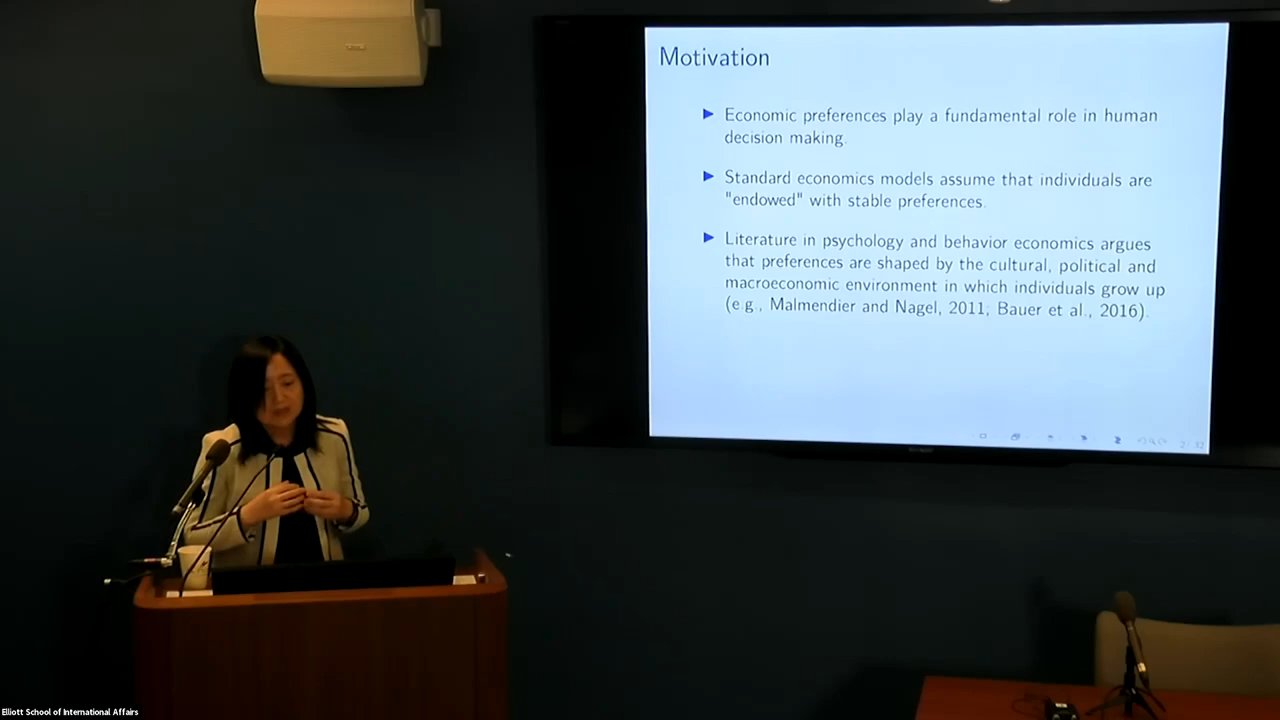 Motivation
Economic preferences play a fundamental role in human
decision making.
Standard economics models assume that individuals are
"endowed" with stable preferences.
Literature in psychology and behavior economics argues
that preferences are shaped by the cultural, political and
macroeconomic environment in which individuals grow up
(e.g., Malmendier and Nagel, 2011; Bauer et al., 2016).
2/32
Elliott School of International Affairs